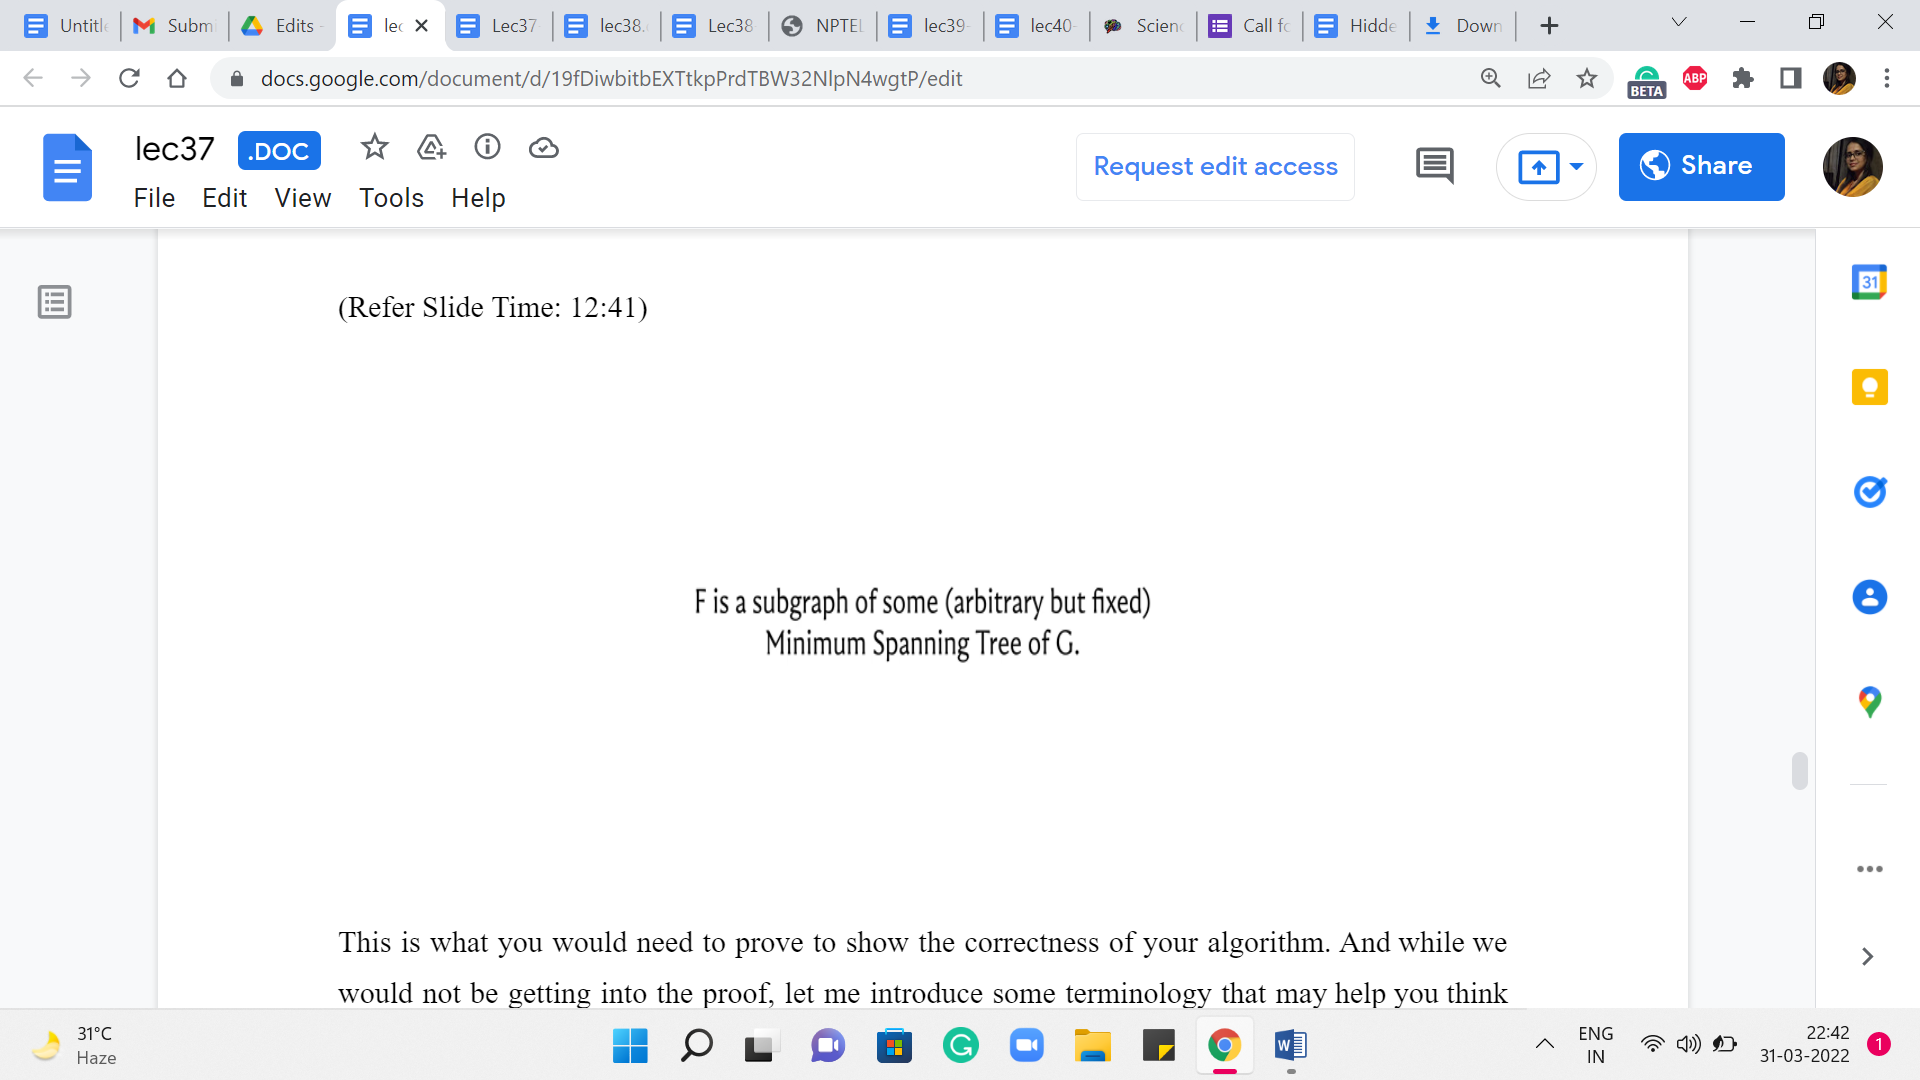 Untitle Submi Edits - lec Lec37- lec38. Lec38 NPTEL lec39- lec40- Scienc Call fo Hidde Down
docs.google.com/document/d/19fDiwbitbEXTtkpPrdTBW32NlpN4wgtP/edit
BETA ABP
lec37 .DOC
Request edit access Share
File Edit View Tools Help
31
(Refer Slide Time: 12:41)
F is a subgraph of some (arbitrary but fixed)
Minimum Spanning Tree of G.
This is what you would need to prove to show the correctness of your algorithm. And while we
would not be getting into the proof, let me introduce some terminology that may help you think
31°C
Haze
ENG
IN
22:42
31-03-2022
1